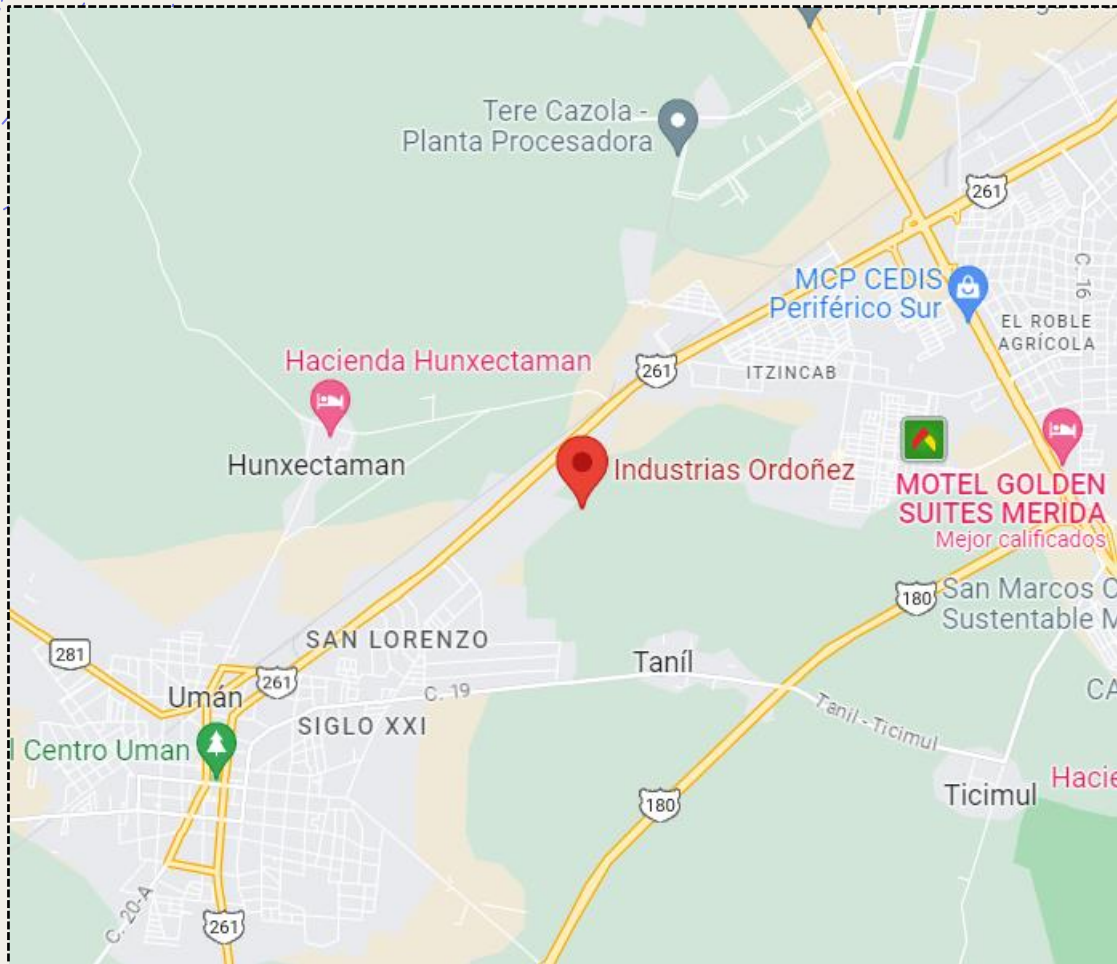 Tere Cazola -
Planta Procesadora
261
MCP CEDIS
Periférico Sur
C. 16
EL ROBLE
AGRÍCOLA
Hacienda Hunxectaman
261
ITZINCAB
Hunxectaman
Industrias Ordoñez
MOTEL GOLDEN
SUITES MERIDA
Mejor calificados
180
San Marcos C
Sustentable M
281
SAN LORENZO
Taníl
261
Umán
C. 19
CA
SIGLO XXI
Tanil - Ticimul
l Centro Uman
180
Ticimul
Hacie
C. 20-A
261